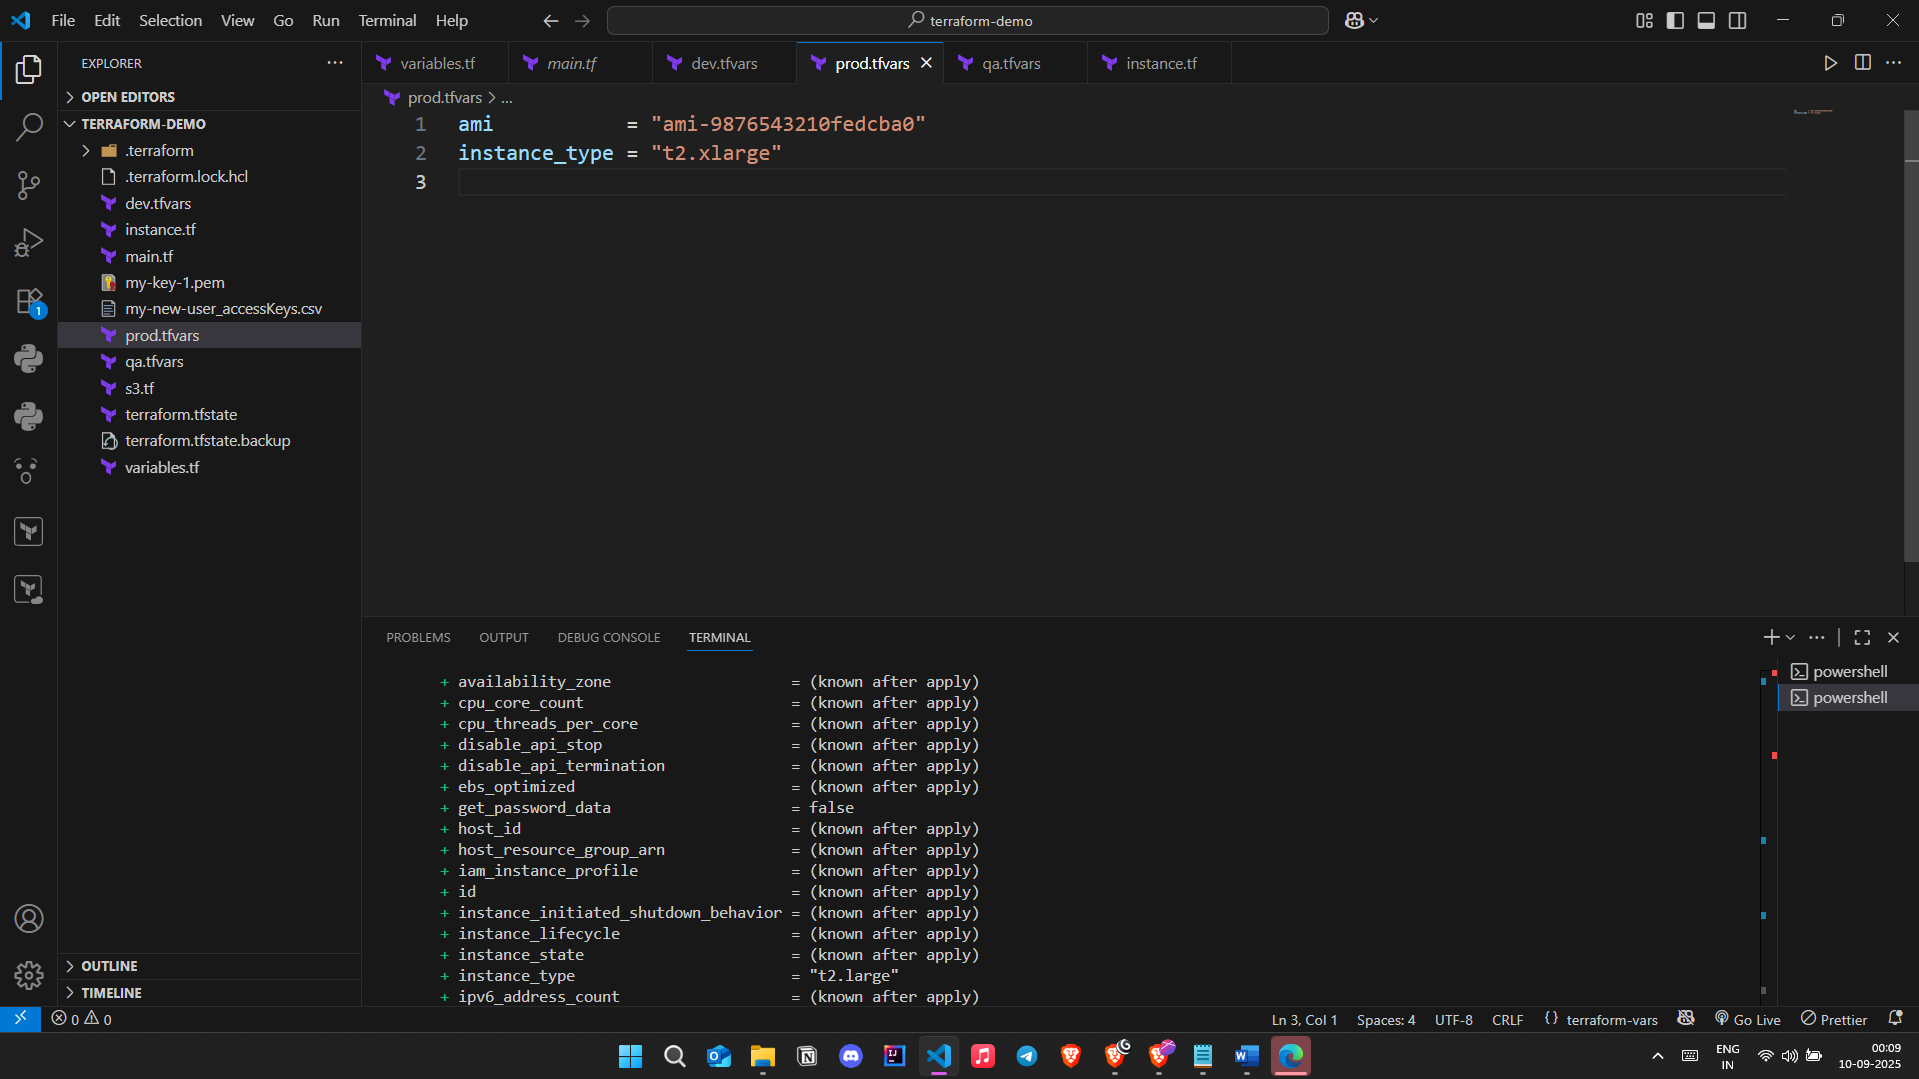 File Edit Selection View Go Run Terminal Help
terraform-demo
EXPLORER
OPEN EDITORS
TERRAFORM-DEMO
.terraform
.terraform.lock.hcl
dev.tfvars
instance.tf
main.tf
my-key-1.pem
my-new-user_accessKeys.csv
prod.tfvars
qa.tfvars
s3.tf
terraform.tfstate
terraform.tfstate.backup
variables.tf
OUTLINE
TIMELINE
1
variables.tf main.tf dev.tfvars prod.tfvars qa.tfvars instance.tf
prod.tfvars > ...
1 ami = "ami-9876543210fedcba0"
2 instance_type = "t2.xlarge"
3
PROBLEMS OUTPUT DEBUG CONSOLE TERMINAL
+ availability_zone = (known after apply)
+ cpu_core_count = (known after apply)
+ cpu_threads_per_core = (known after apply)
+ disable_api_stop = (known after apply)
+ disable_api_termination = (known after apply)
+ ebs_optimized = (known after apply)
+ get_password_data = false
+ host_id = (known after apply)
+ host_resource_group_arn = (known after apply)
+ iam_instance_profile = (known after apply)
+ id = (known after apply)
+ instance_initiated_shutdown_behavior = (known after apply)
+ instance_lifecycle = (known after apply)
+ instance_state = (known after apply)
+ instance_type = "t2.large"
+ ipv6_address_count = (known after apply)
powershell
powershell
0 0
Ln 3, Col 1 Spaces: 4 UTF-8 CRLF {} terraform-vars Go Live Prettier
ENG
IN
00:09
10-09-2025